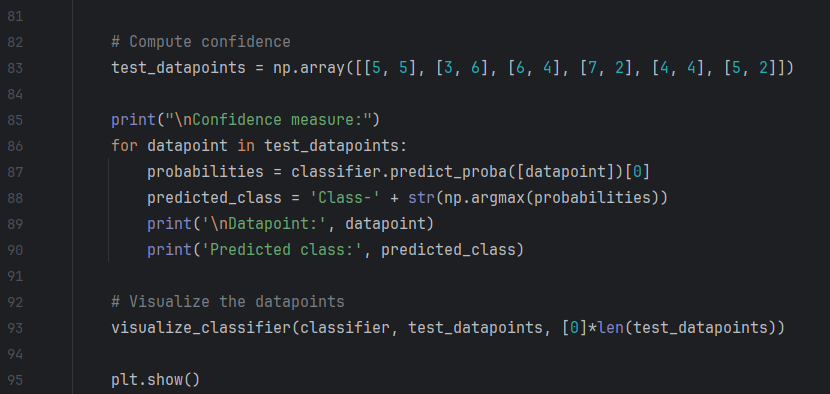 81
82 # Compute confidence
83 test_datapoints = np.array([[5, 5], [3, 6], [6, 4], [7, 2], [4, 4], [5, 2]])
84
85 print("\nConfidence measure:")
86 for datapoint in test_datapoints:
87 probabilities = classifier.predict_proba([datapoint])[0]
88 predicted_class = 'Class-' + str(np.argmax(probabilities))
89 print('\nDatapoint:', datapoint)
90 print('Predicted class:', predicted_class)
91
92 # Visualize the datapoints
93 visualize_classifier(classifier, test_datapoints, [0]*len(test_datapoints))
94
95 plt.show()